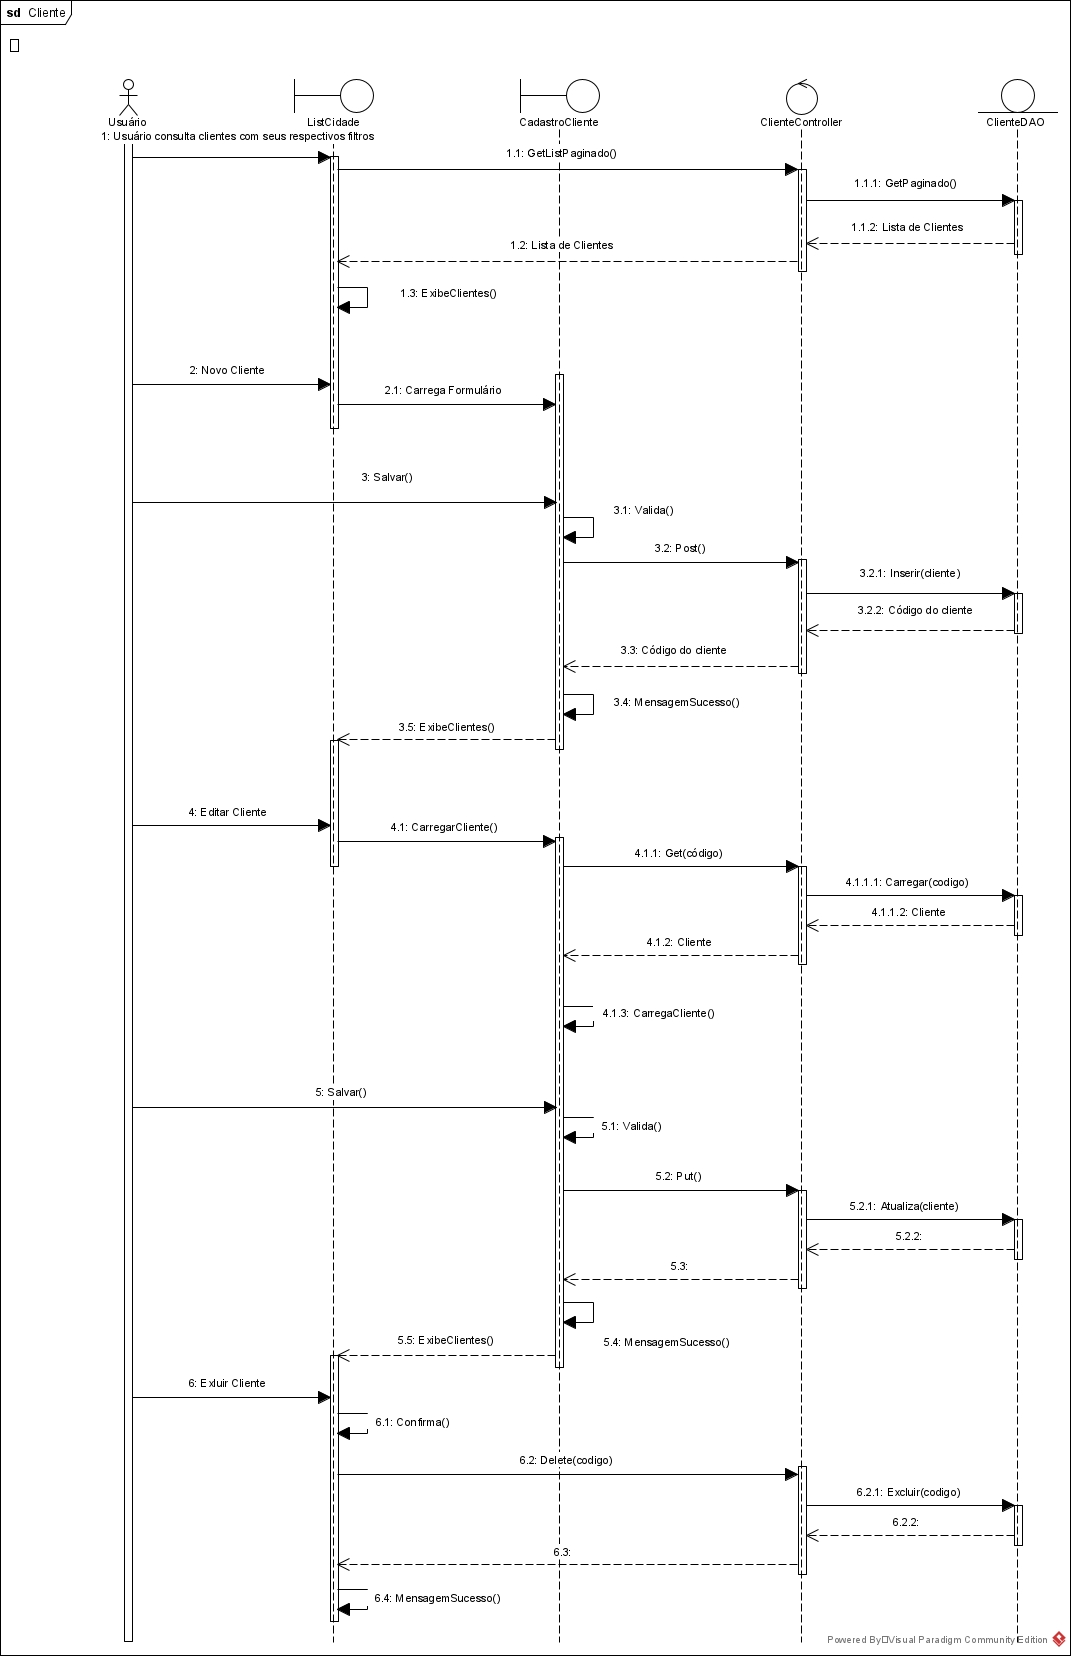 sd Cliente
Usuário
ListCidade
CadastroCliente
ClienteController
ClienteDAO
1: Usuário consulta clientes com seus respectivos filtros
1.1: GetListPaginado()
1.1.1: GetPaginado()
1.1.2: Lista de Clientes
1.2: Lista de Clientes
1.3: ExibeClientes()
2: Novo Cliente
2.1: Carrega Formulário
3: Salvar()
3.1: Valida()
3.2: Post()
3.2.1: Inserir(cliente)
3.2.2: Código do cliente
3.3: Código do cliente
3.4: MensagemSucesso()
3.5: ExibeClientes()
4: Editar Cliente
4.1: CarregarCliente()
4.1.1: Get(código)
4.1.1.1: Carregar(codigo)
4.1.1.2: Cliente
4.1.2: Cliente
4.1.3: CarregaCliente()
5: Salvar()
5.1: Valida()
5.2: Put()
5.2.1: Atualiza(cliente)
5.2.2:
5.3:
5.4: MensagemSucesso()
5.5: ExibeClientes()
6: Exluir Cliente
6.1: Confirma()
6.2: Delete(codigo)
6.2.1: Excluir(codigo)
6.2.2:
6.3:
6.4: MensagemSucesso()
Powered By Visual Paradigm Community Edition